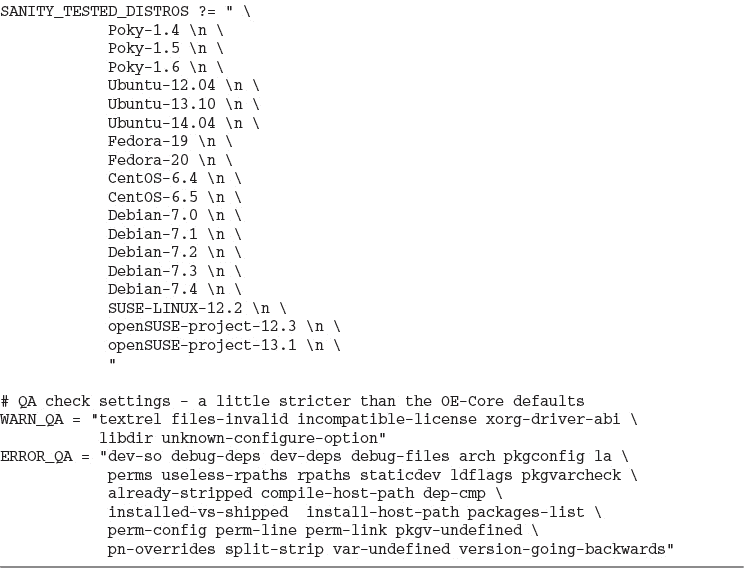 SANITY_TESTED_DISTROS ?= " \
            Poky-1.4 \n \
            Poky-1.5 \n \
            Poky-1.6 \n \
            Ubuntu-12.04 \n \
            Ubuntu-13.10 \n \
            Ubuntu-14.04 \n \
            Fedora-19 \n \
            Fedora-20 \n \
            CentOS-6.4 \n \
            CentOS-6.5 \n \
            Debian-7.0 \n \
            Debian-7.1 \n \
            Debian-7.2 \n \
            Debian-7.3 \n \
            Debian-7.4 \n \
            SUSE-LINUX-12.2 \n \
            openSUSE-project-12.3 \n \
            openSUSE-project-13.1 \n \
            "
# QA check settings - a little stricter than the OE-Core defaults
WARN_QA = "textrel files-invalid incompatible-license xorg-driver-abi \
           libdir unknown-configure-option"
ERROR_QA = "dev-so debug-deps dev-deps debug-files arch pkgconfig la \
            perms useless-rpaths rpaths staticdev ldflags pkgvarcheck \
            already-stripped compile-host-path dep-cmp \
            installed-vs-shipped  install-host-path packages-list \
            perm-config perm-line perm-link pkgv-undefined \
            pn-overrides split-strip var-undefined version-going-backwards"